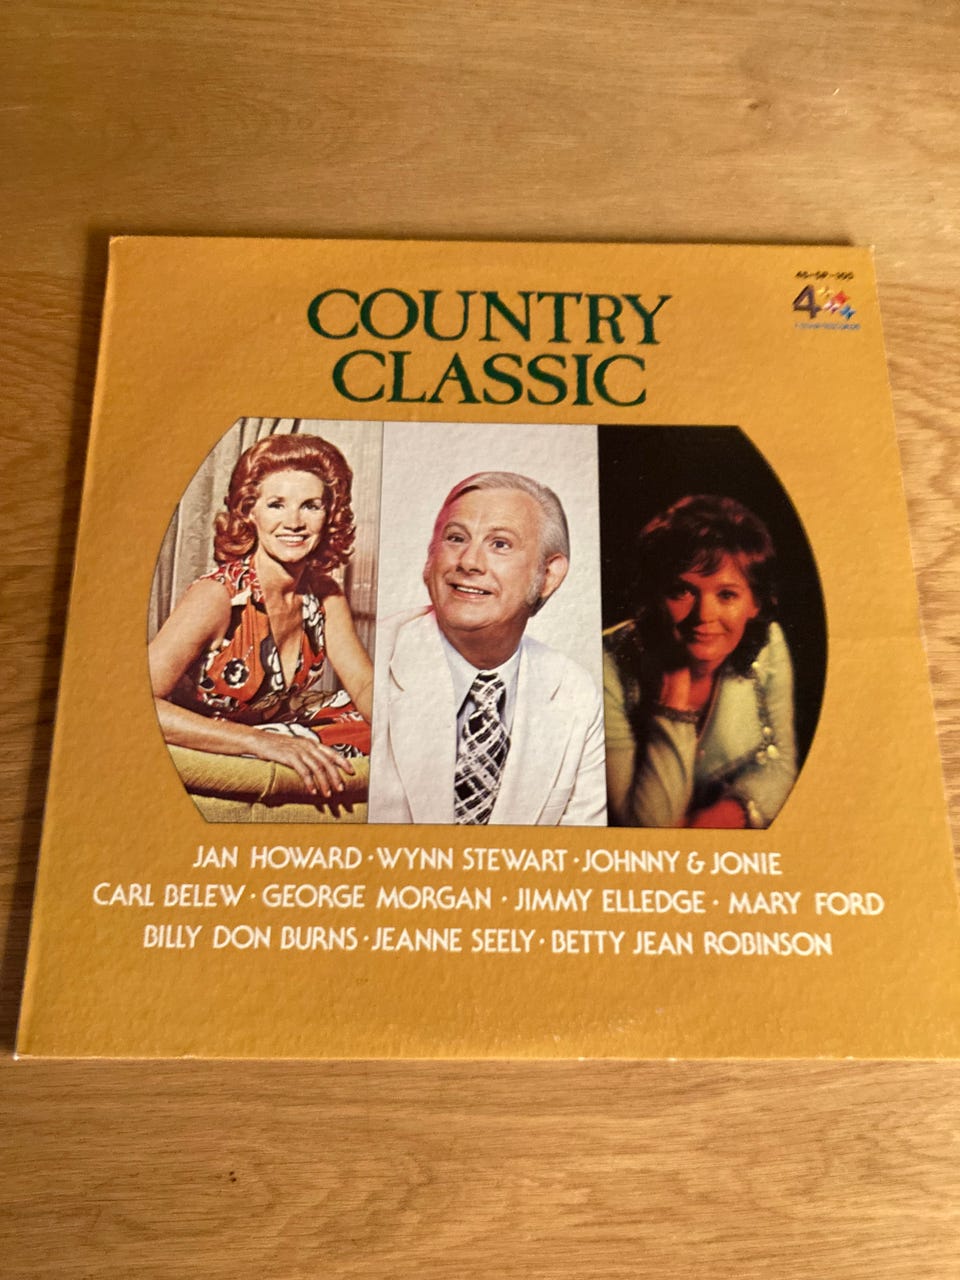 COUNTRY
CLASSIC
4
JAN HOWARD · WYNN STEWART · JOHNNY & JONIE
CARL BELEW · GEORGE MORGAN · JIMMY ELLEDGE · MARY FORD
BILLY DON BURNS · JEANNE SEELY · BETTY JEAN ROBINSON